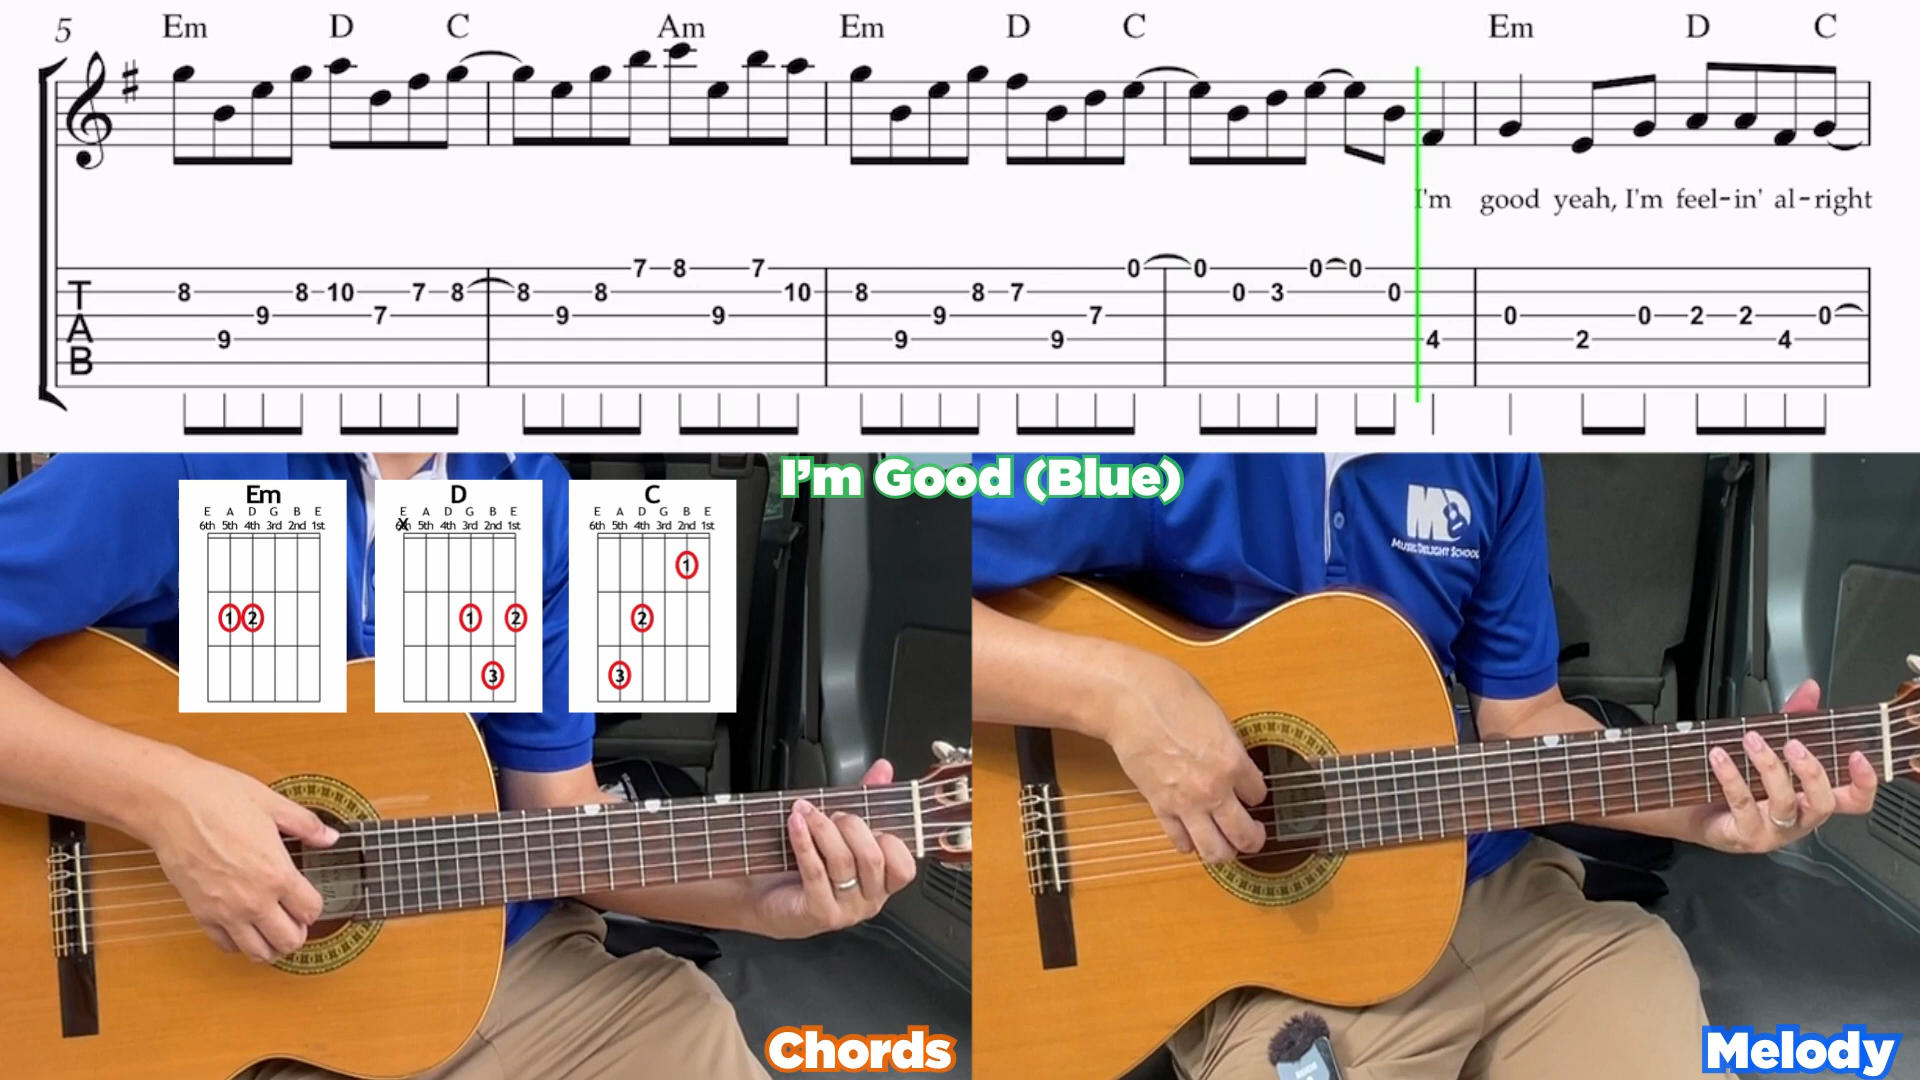 5 Em D C Am Em D C Em D C
I'm good yeah, I'm feel-in' al-right
7 8 7 0 0 0 0
T 8 8 10 7 8 8 8 10 8 8 7 0 3 0
A 9 7 9 9 9 7 0 0 2 2 0
B 9 9 9 4 2 4
I'm Good (Blue)
Em D C
E A D G B E E A D G B E E A D G B E
6th 5th 4th 3rd 2nd 1st X 5th 4th 3rd 2nd 1st 6th 5th 4th 3rd 2nd 1st
1
1 2 1 2 2
3 3
MD
MUSIC DELIGHT SCHOOL
Chords
Melody